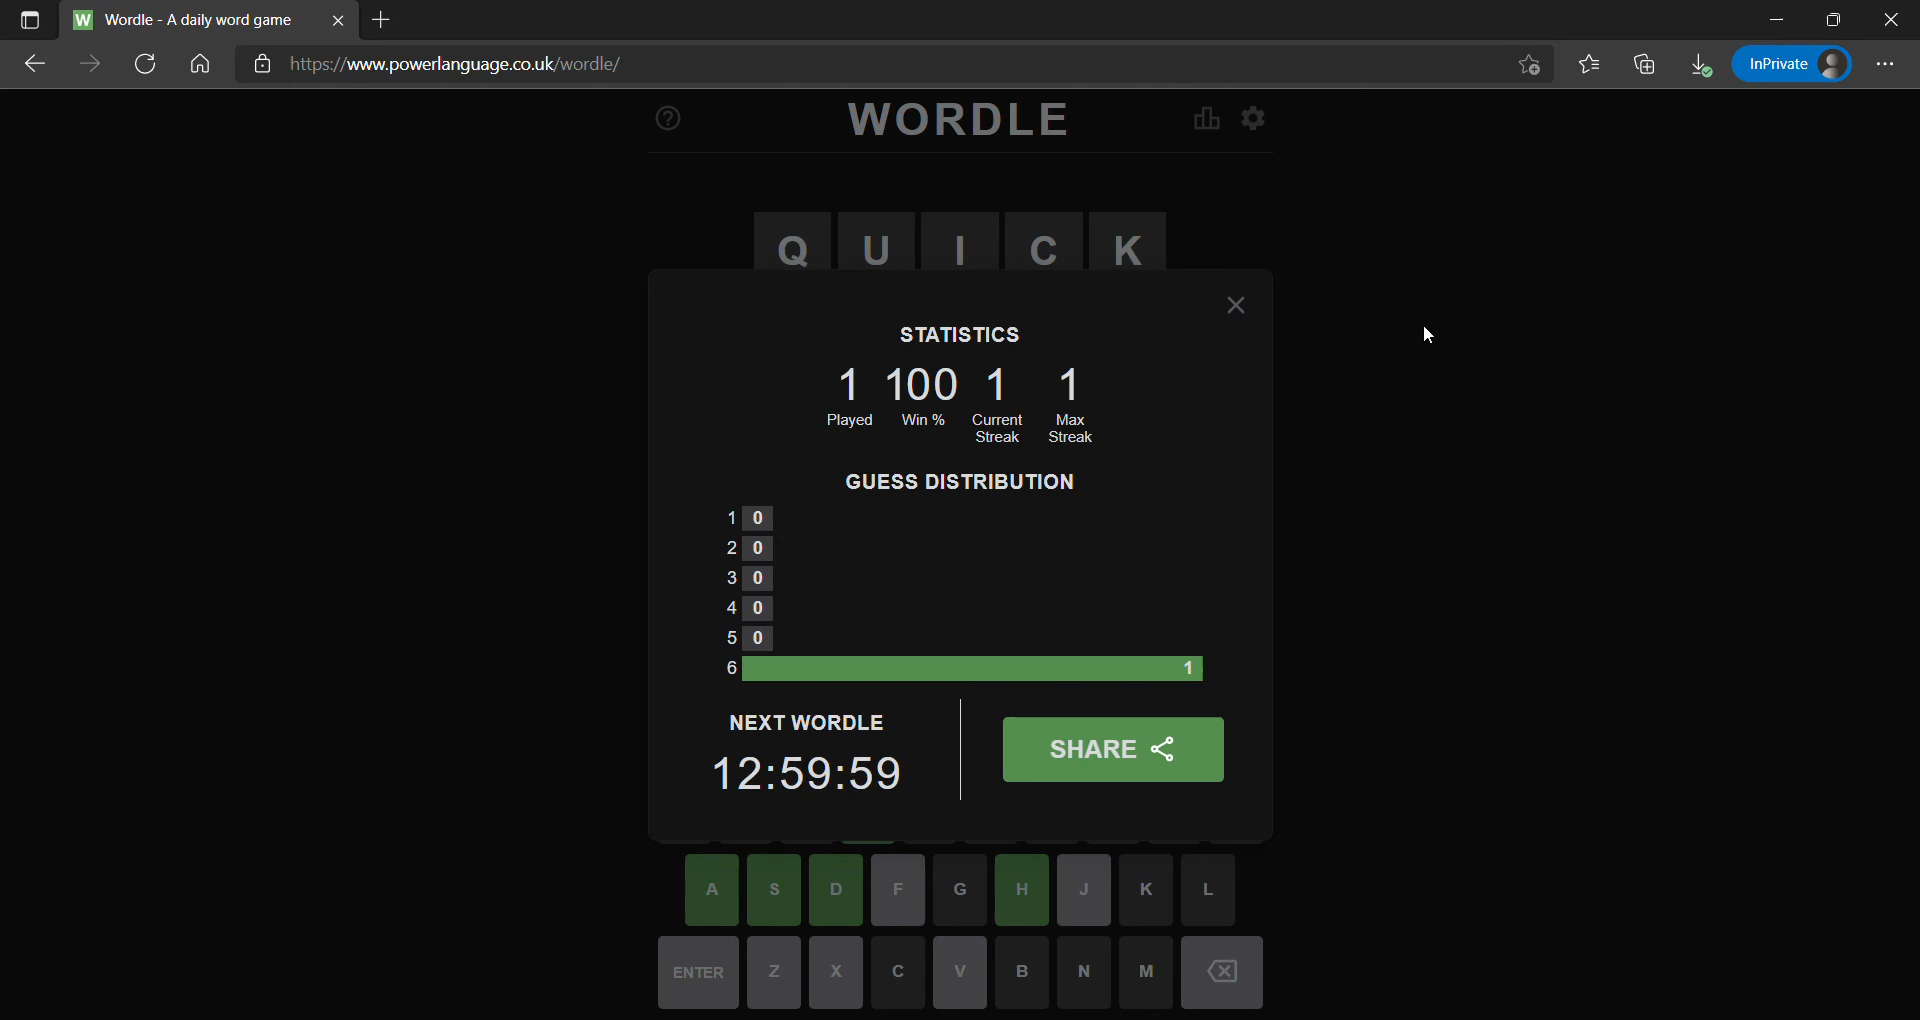 Wordle - A daily word game
https://www.powerlanguage.co.uk/wordle/
InPrivate
WORDLE
Q U I C K
STATISTICS
1 100 1 1
Played Win % Current Streak Max Streak
GUESS DISTRIBUTION
1 0
2 0
3 0
4 0
5 0
6 1
NEXT WORDLE
12:59:59
SHARE
A S D F G H J K L
ENTER Z X C V B N M